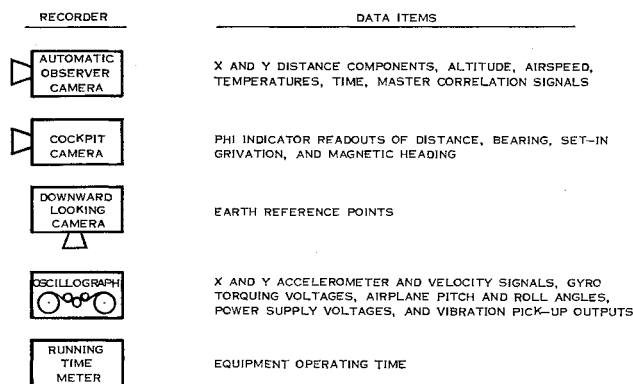 RECORDER DATA ITEMS
AUTOMATIC
OBSERVER
CAMERA
X AND Y DISTANCE COMPONENTS, ALTITUDE, AIRSPEED,
TEMPERATURES, TIME, MASTER CORRELATION SIGNALS
COCKPIT
CAMERA
PHI INDICATOR READOUTS OF DISTANCE, BEARING, SET-IN
GRIVATION, AND MAGNETIC HEADING
DOWNWARD
LOOKING
CAMERA
EARTH REFERENCE POINTS
OSCILLOGRAPH
X AND Y ACCELEROMETER AND VELOCITY SIGNALS, GYRO
TORQUING VOLTAGES, AIRPLANE PITCH AND ROLL ANGLES,
POWER SUPPLY VOLTAGES, AND VIBRATION PICK-UP OUTPUTS
RUNNING
TIME
METER
EQUIPMENT OPERATING TIME